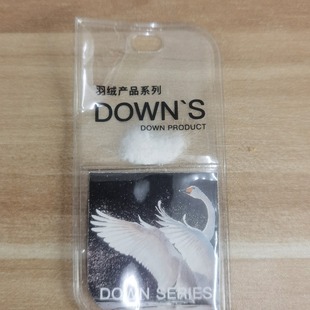 羽绒产品系列
DOWN`S
DOWN PRODUCT
DOWN SERIES